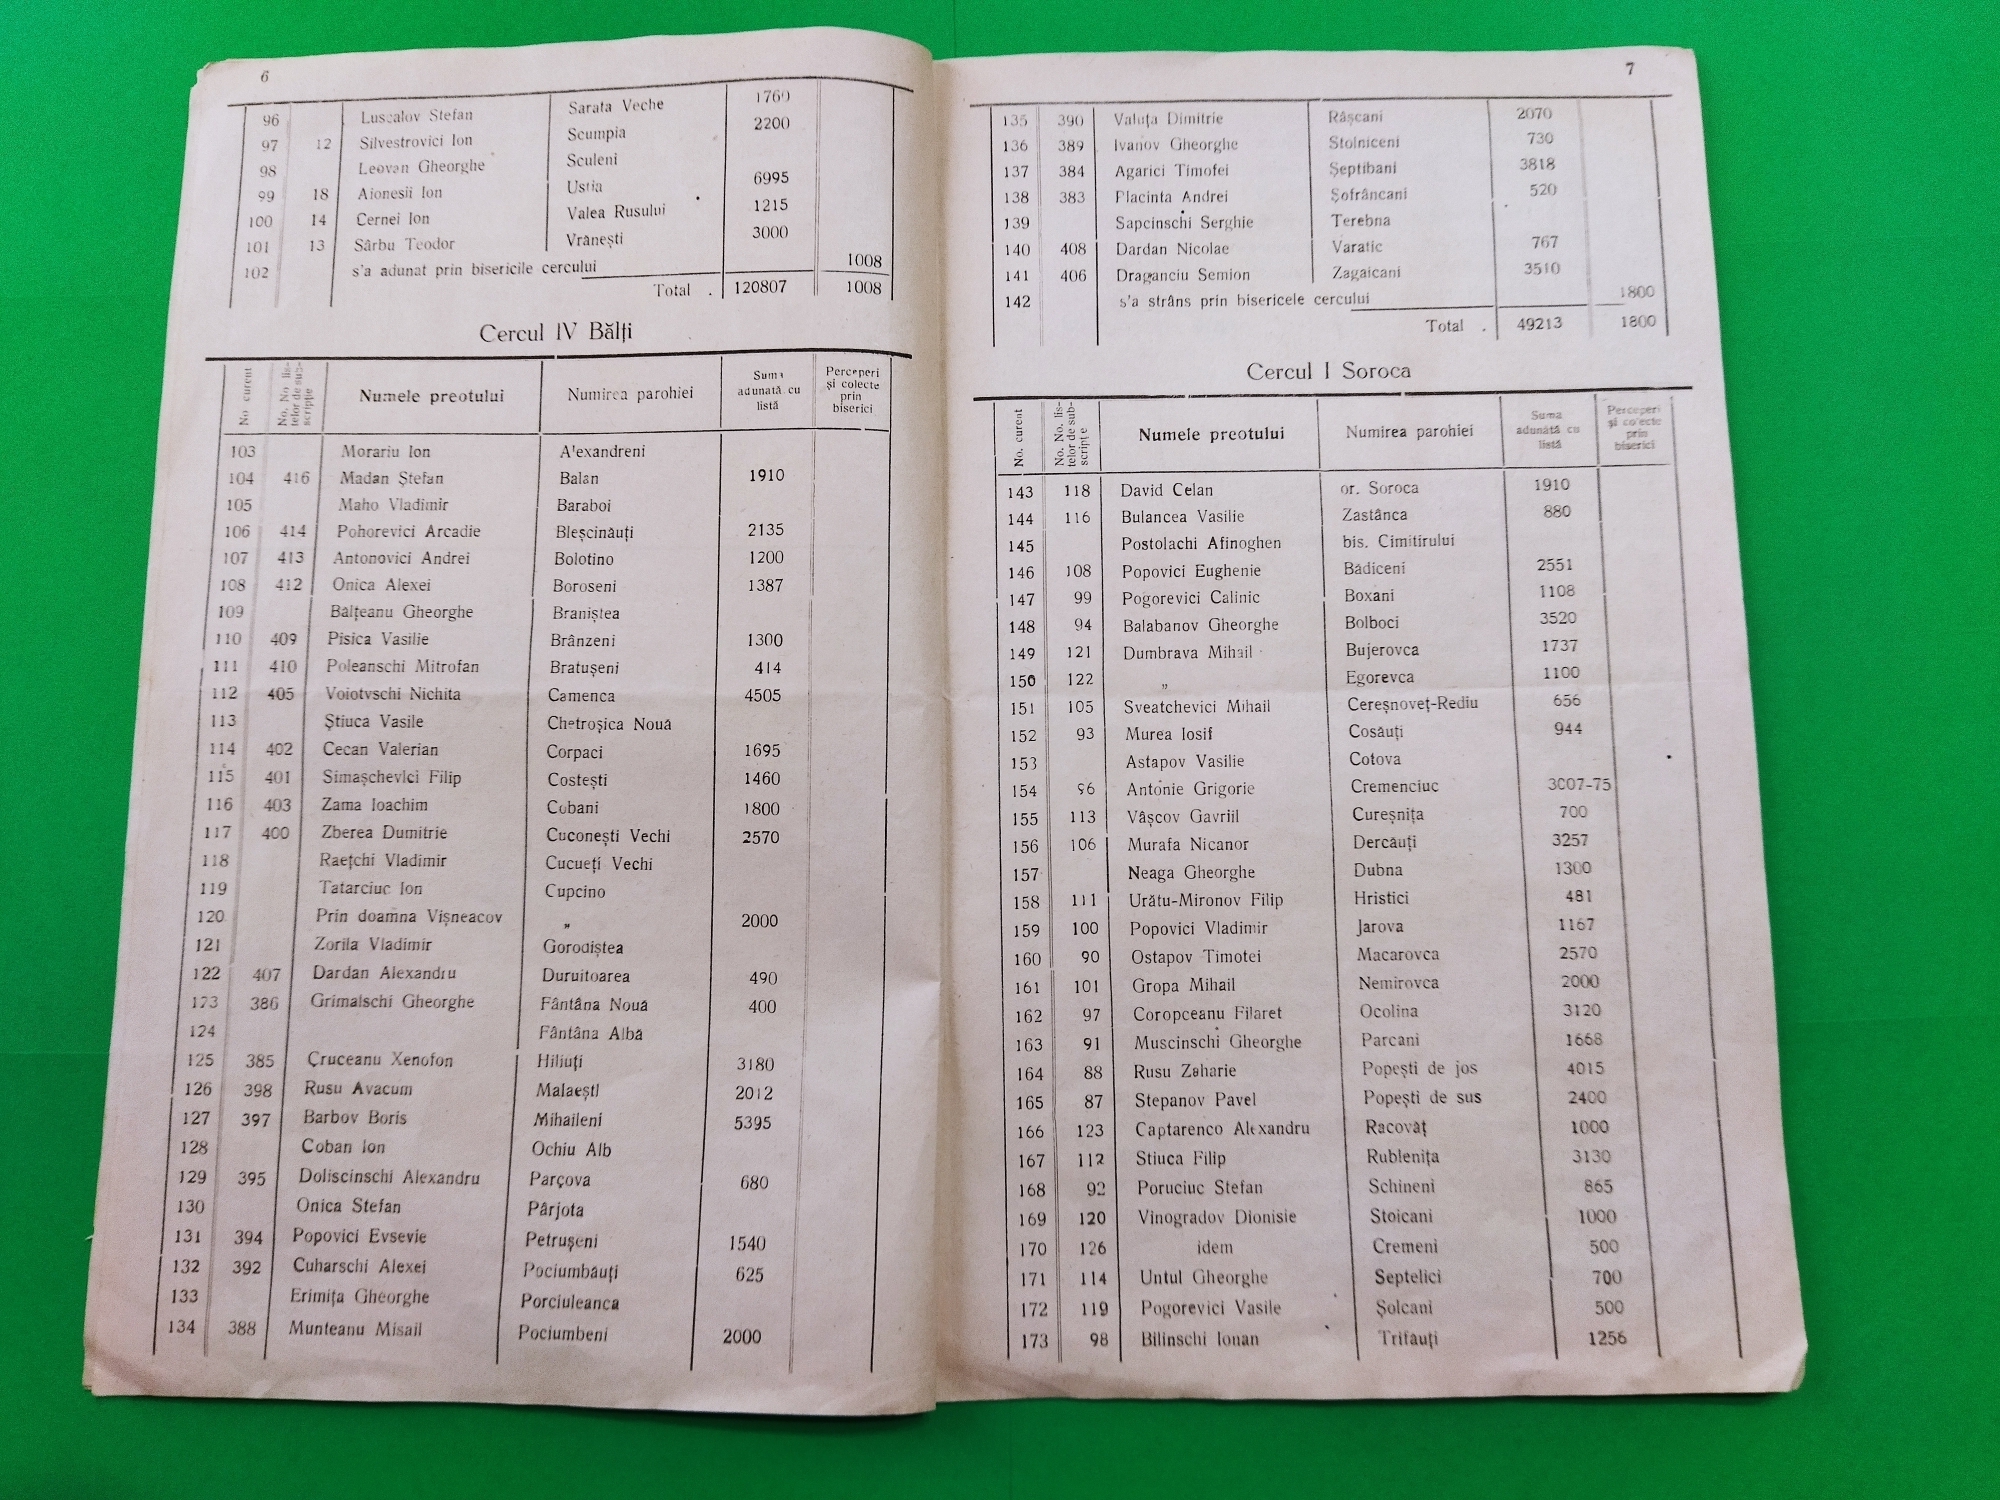 6
96 Luscalov Stefan Sarata Veche 1760
97 12 Silvestrovici Ion Scumpia 2200
98 Leovan Gheorghe Sculeni
99 18 Aionesii Ion Ustia 6995
100 14 Cernei Ion Valea Rusului 1215
101 13 Sârbu Teodor Vrânești 3000
102 s'a adunat prin bisericile cercului 1008
Total . 120807 1008
Cercul IV Bălți
No curent No. No lis-telor de sub-scripție Numele preotului Numirea parohiei Suma adunată cu listă Perceperi și colecte prin biserici
103 Morariu Ion Alexandreni
104 416 Madan Ștefan Balan 1910
105 Maho Vladimir Baraboi
106 414 Pohorevici Arcadie Bleșcinăuți 2135
107 413 Antonovici Andrei Bolotino 1200
108 412 Onica Alexei Boroseni 1387
109 Balțeanu Gheorghe Braniștea
110 409 Pisica Vasilie Brânzeni 1300
111 410 Poleanschi Mitrofan Bratușeni 414
112 405 Voiotvschi Nichita Camenca 4505
113 Știuca Vasile Chetroșica Nouă
114 402 Cecan Valerian Corpaci 1695
115 401 Simașchevici Filip Costești 1460
116 403 Zama Ioachim Cobani 1800
117 400 Zberea Dumitrie Cuconești Vechi 2570
118 Raețchi Vladimir Cucueți Vechi
119 Tatarciuc Ion Cupcino
120 Prin doamna Vișneacov „ 2000
121 Zorila Vladimir Gorodiștea
122 407 Dardan Alexandru Duruitoarea 490
123 386 Grimalschi Gheorghe Fântâna Nouă 400
124 Fântâna Albă
125 385 Cruceanu Xenofon Hiliuți 3180
126 398 Rusu Avacum Malaești 2012
127 397 Barbov Boris Mihaileni 5395
128 Coban Ion Ochiu Alb
129 395 Doliscinschi Alexandru Parcova 680
130 Onica Stefan Pârjota
131 394 Popovici Evsevie Petrușeni 1540
132 392 Cuharschi Alexei Pociumbăuți 625
133 Erimița Gheorghe Porciuleanca
134 388 Munteanu Misail Pociumbeni 2000
7
135 390 Valuța Dimitrie Râșcani 2070
136 389 Ivanov Gheorghe Stolniceni 730
137 384 Agarici Timofei Șeptibani 3818
138 383 Placinta Andrei Șofrâncani 520
139 Sapcinschi Serghie Terebna
140 408 Dardan Nicolae Varatic 767
141 406 Draganciu Semion Zagaicani 3510
142 s'a strâns prin bisericele cercului 1800
Total . 49213 1800
Cercul I Soroca
No. curent No. No. lis-telor de sub-scripție Numele preotului Numirea parohiei Suma adunată cu listă Perceperi și colecte prin biserici
143 118 David Celan or. Soroca 1910
144 116 Bulancea Vasilie Zastânca 880
145 Postolachi Afinoghen bis. Cimitirului
146 108 Popovici Eughenie Bădiceni 2551
147 99 Pogorevici Calinic Boxani 1108
148 94 Balabanov Gheorghe Bolboci 3520
149 121 Dumbrava Mihail Bujerovca 1737
150 122 „ Egorevca 1100
151 105 Sveatchevici Mihail Cereșnoveț-Rediu 656
152 93 Murea Iosif Cosăuți 944
153 Astapov Vasilie Cotova
154 96 Antonie Grigorie Cremenciuc 3007-75
155 113 Vâșcov Gavriil Cureșnița 700
156 106 Murafa Nicanor Dercăuți 3257
157 Neaga Gheorghe Dubna 1300
158 111 Urătu-Mironov Filip Hristici 481
159 100 Popovici Vladimir Jarova 1167
160 90 Ostapov Timotei Macarovca 2570
161 101 Gropa Mihail Nemirovca 2000
162 97 Coropceanu Filaret Ocolina 3120
163 91 Muscinschi Gheorghe Parcani 1668
164 88 Rusu Zaharie Popești de jos 4015
165 87 Stepanov Pavel Popești de sus 2400
166 123 Captarenco Alexandru Racovăț 1000
167 112 Stiuca Filip Rublenița 3130
168 92 Poruciuc Stefan Schineni 865
169 120 Vinogradov Dionisie Stoicani 1000
170 126 idem Cremeni 500
171 114 Untul Gheorghe Septelici 700
172 119 Pogorevici Vasile Șolcani 500
173 98 Bilinschi Ionan Trifăuți 1256